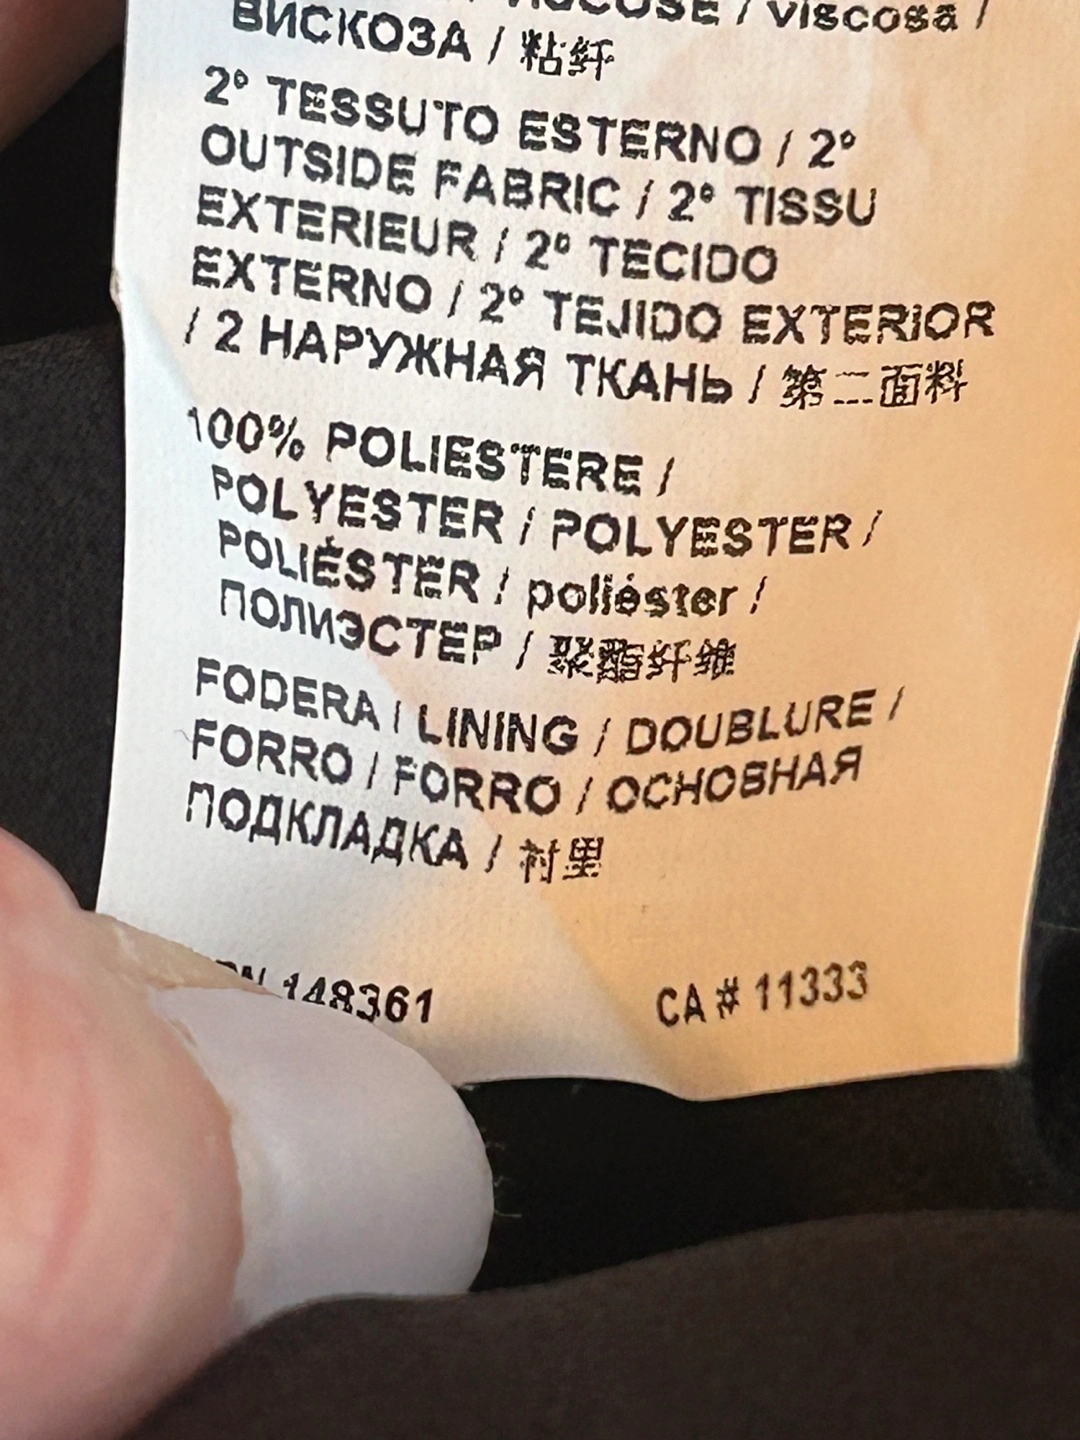 VISCOSE / viscosa /
ВИСКОЗА / 粘纤
2° TESSUTO ESTERNO / 2°
OUTSIDE FABRIC / 2° TISSU
EXTERIEUR / 2° TECIDO
EXTERNO / 2° TEJIDO EXTERIOR
/ 2 НАРУЖНАЯ ТКАНЬ / 第二面料
100% POLIESTERE /
POLYESTER / POLYESTER /
POLIÉSTER / poliéster /
ПОЛИЭСТЕР / 聚酯纤维
FODERA / LINING / DOUBLURE /
FORRO / FORRO / ОСНОВНАЯ
ПОДКЛАДКА / 衬里
148361 CA # 11333